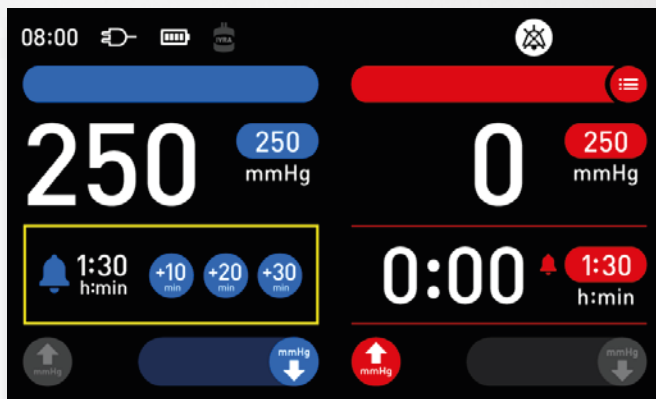 08:00 IVRA
250 250 mmHg
0 250 mmHg
1:30 h:min +10 min +20 min +30 min
0:00 1:30 h:min
mmHg mmHg mmHg mmHg